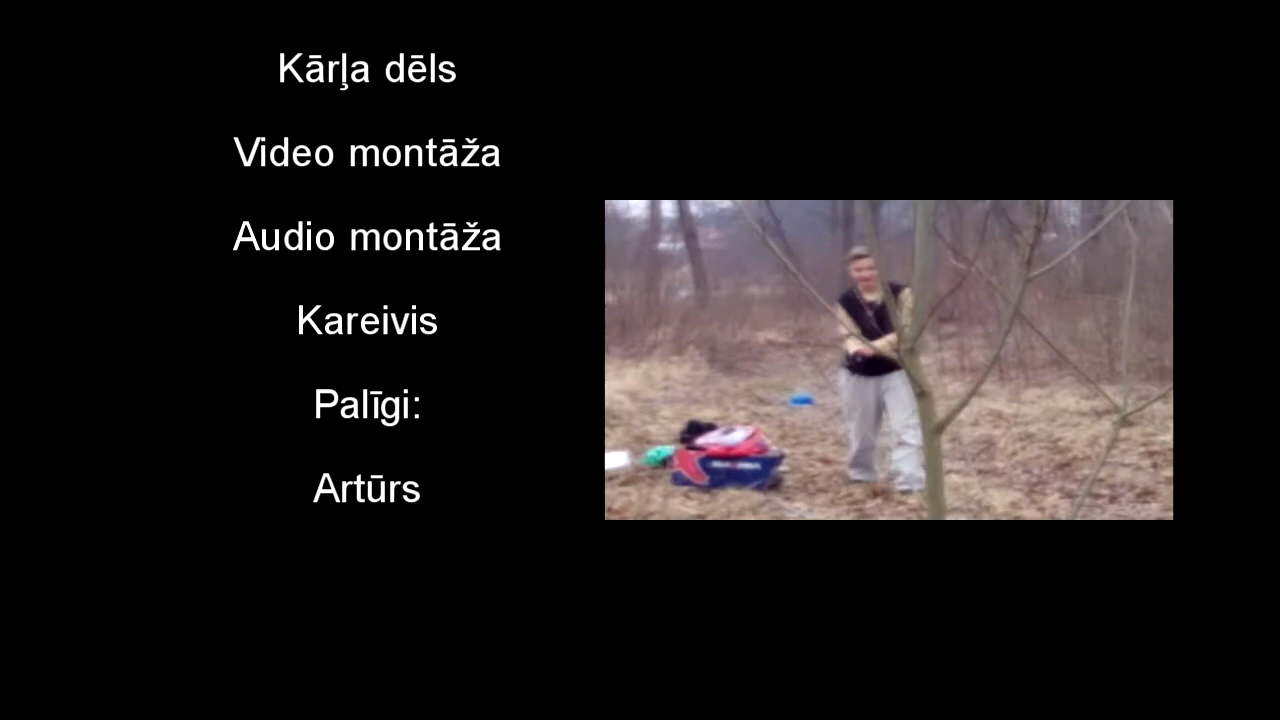 Kārļa dēls
Video montāža
Audio montāža
Kareivis
Palīgi:
Artūrs